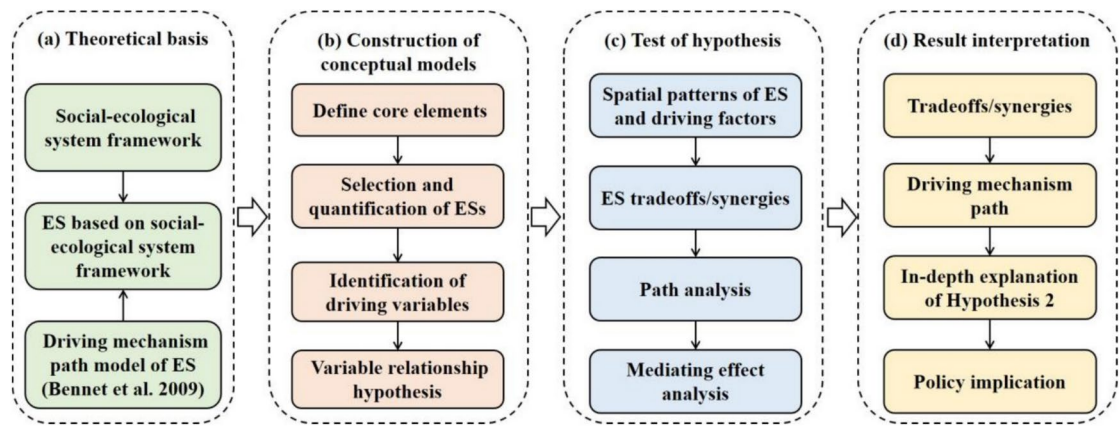 (a) Theoretical basis
Social-ecological
system framework
ES based on social-
ecological system
framework
Driving mechanism
path model of ES
(Bennet et al. 2009)
(b) Construction of
conceptual models
Define core elements
Selection and
quantification of ESs
Identification of
driving variables
Variable relationship
hypothesis
(c) Test of hypothesis
Spatial patterns of ES
and driving factors
ES tradeoffs/synergies
Path analysis
Mediating effect
analysis
(d) Result interpretation
Tradeoffs/synergies
Driving mechanism
path
In-depth explanation
of Hypothesis 2
Policy implication